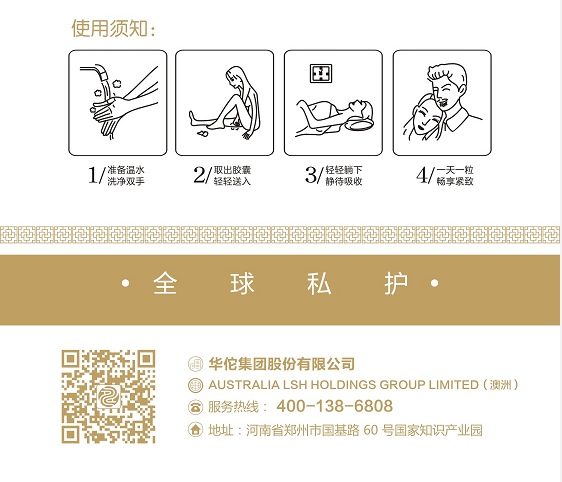 使用须知：
1/ 准备温水
洗净双手
2/ 取出胶囊
轻轻送入
3/ 轻轻躺下
静待吸收
4/ 一天一粒
畅享紧致
• 全 球 私 护 •
华佗集团股份有限公司
AUSTRALIA LSH HOLDINGS GROUP LIMITED（澳洲）
服务热线： 400-138-6808
地址：河南省郑州市国基路 60 号国家知识产业园